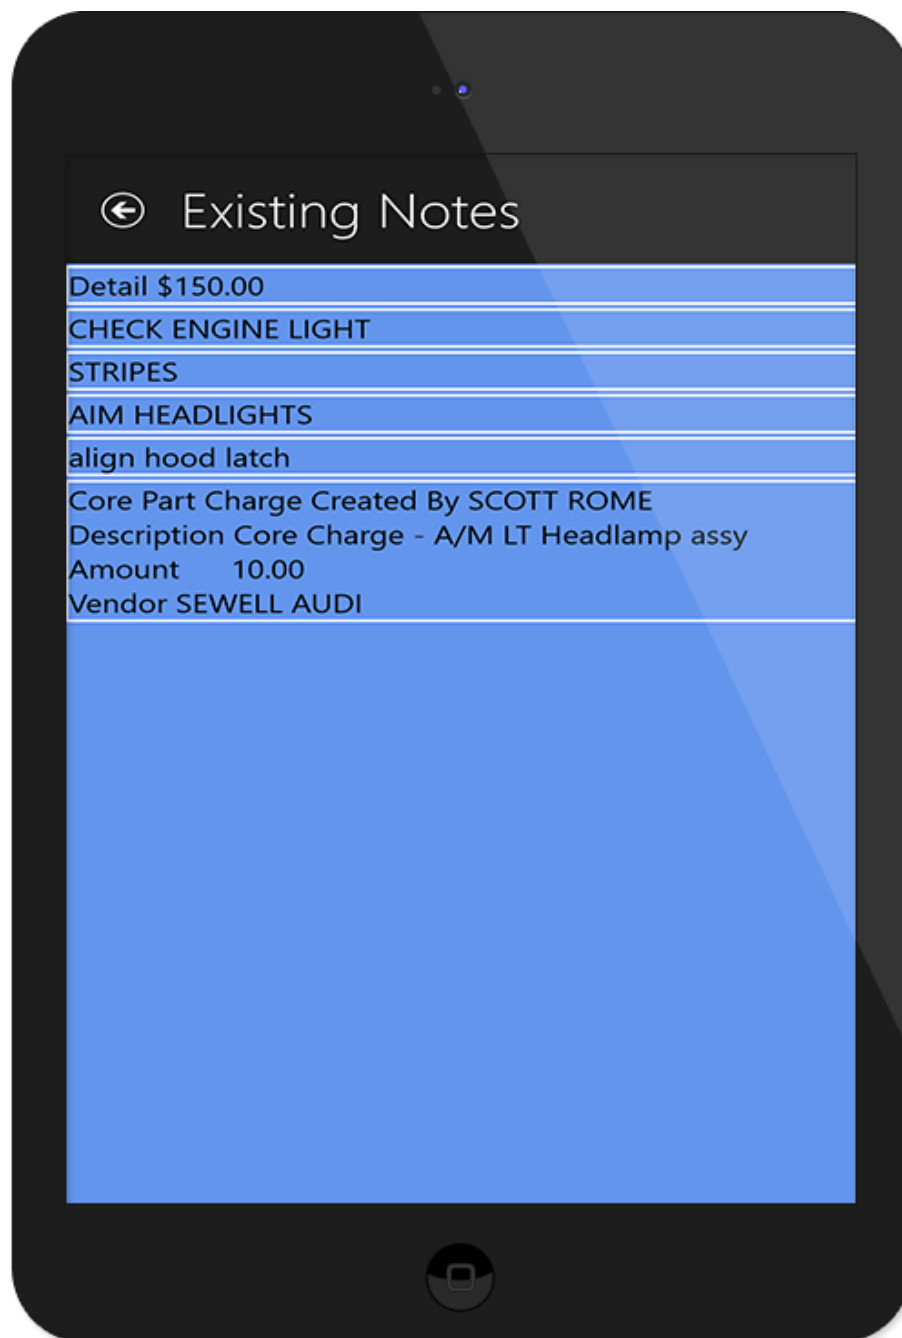 Existing Notes
Detail $150.00
CHECK ENGINE LIGHT
STRIPES
AIM HEADLIGHTS
align hood latch
Core Part Charge Created By SCOTT ROME
Description Core Charge - A/M LT Headlamp assy
Amount 10.00
Vendor SEWELL AUDI